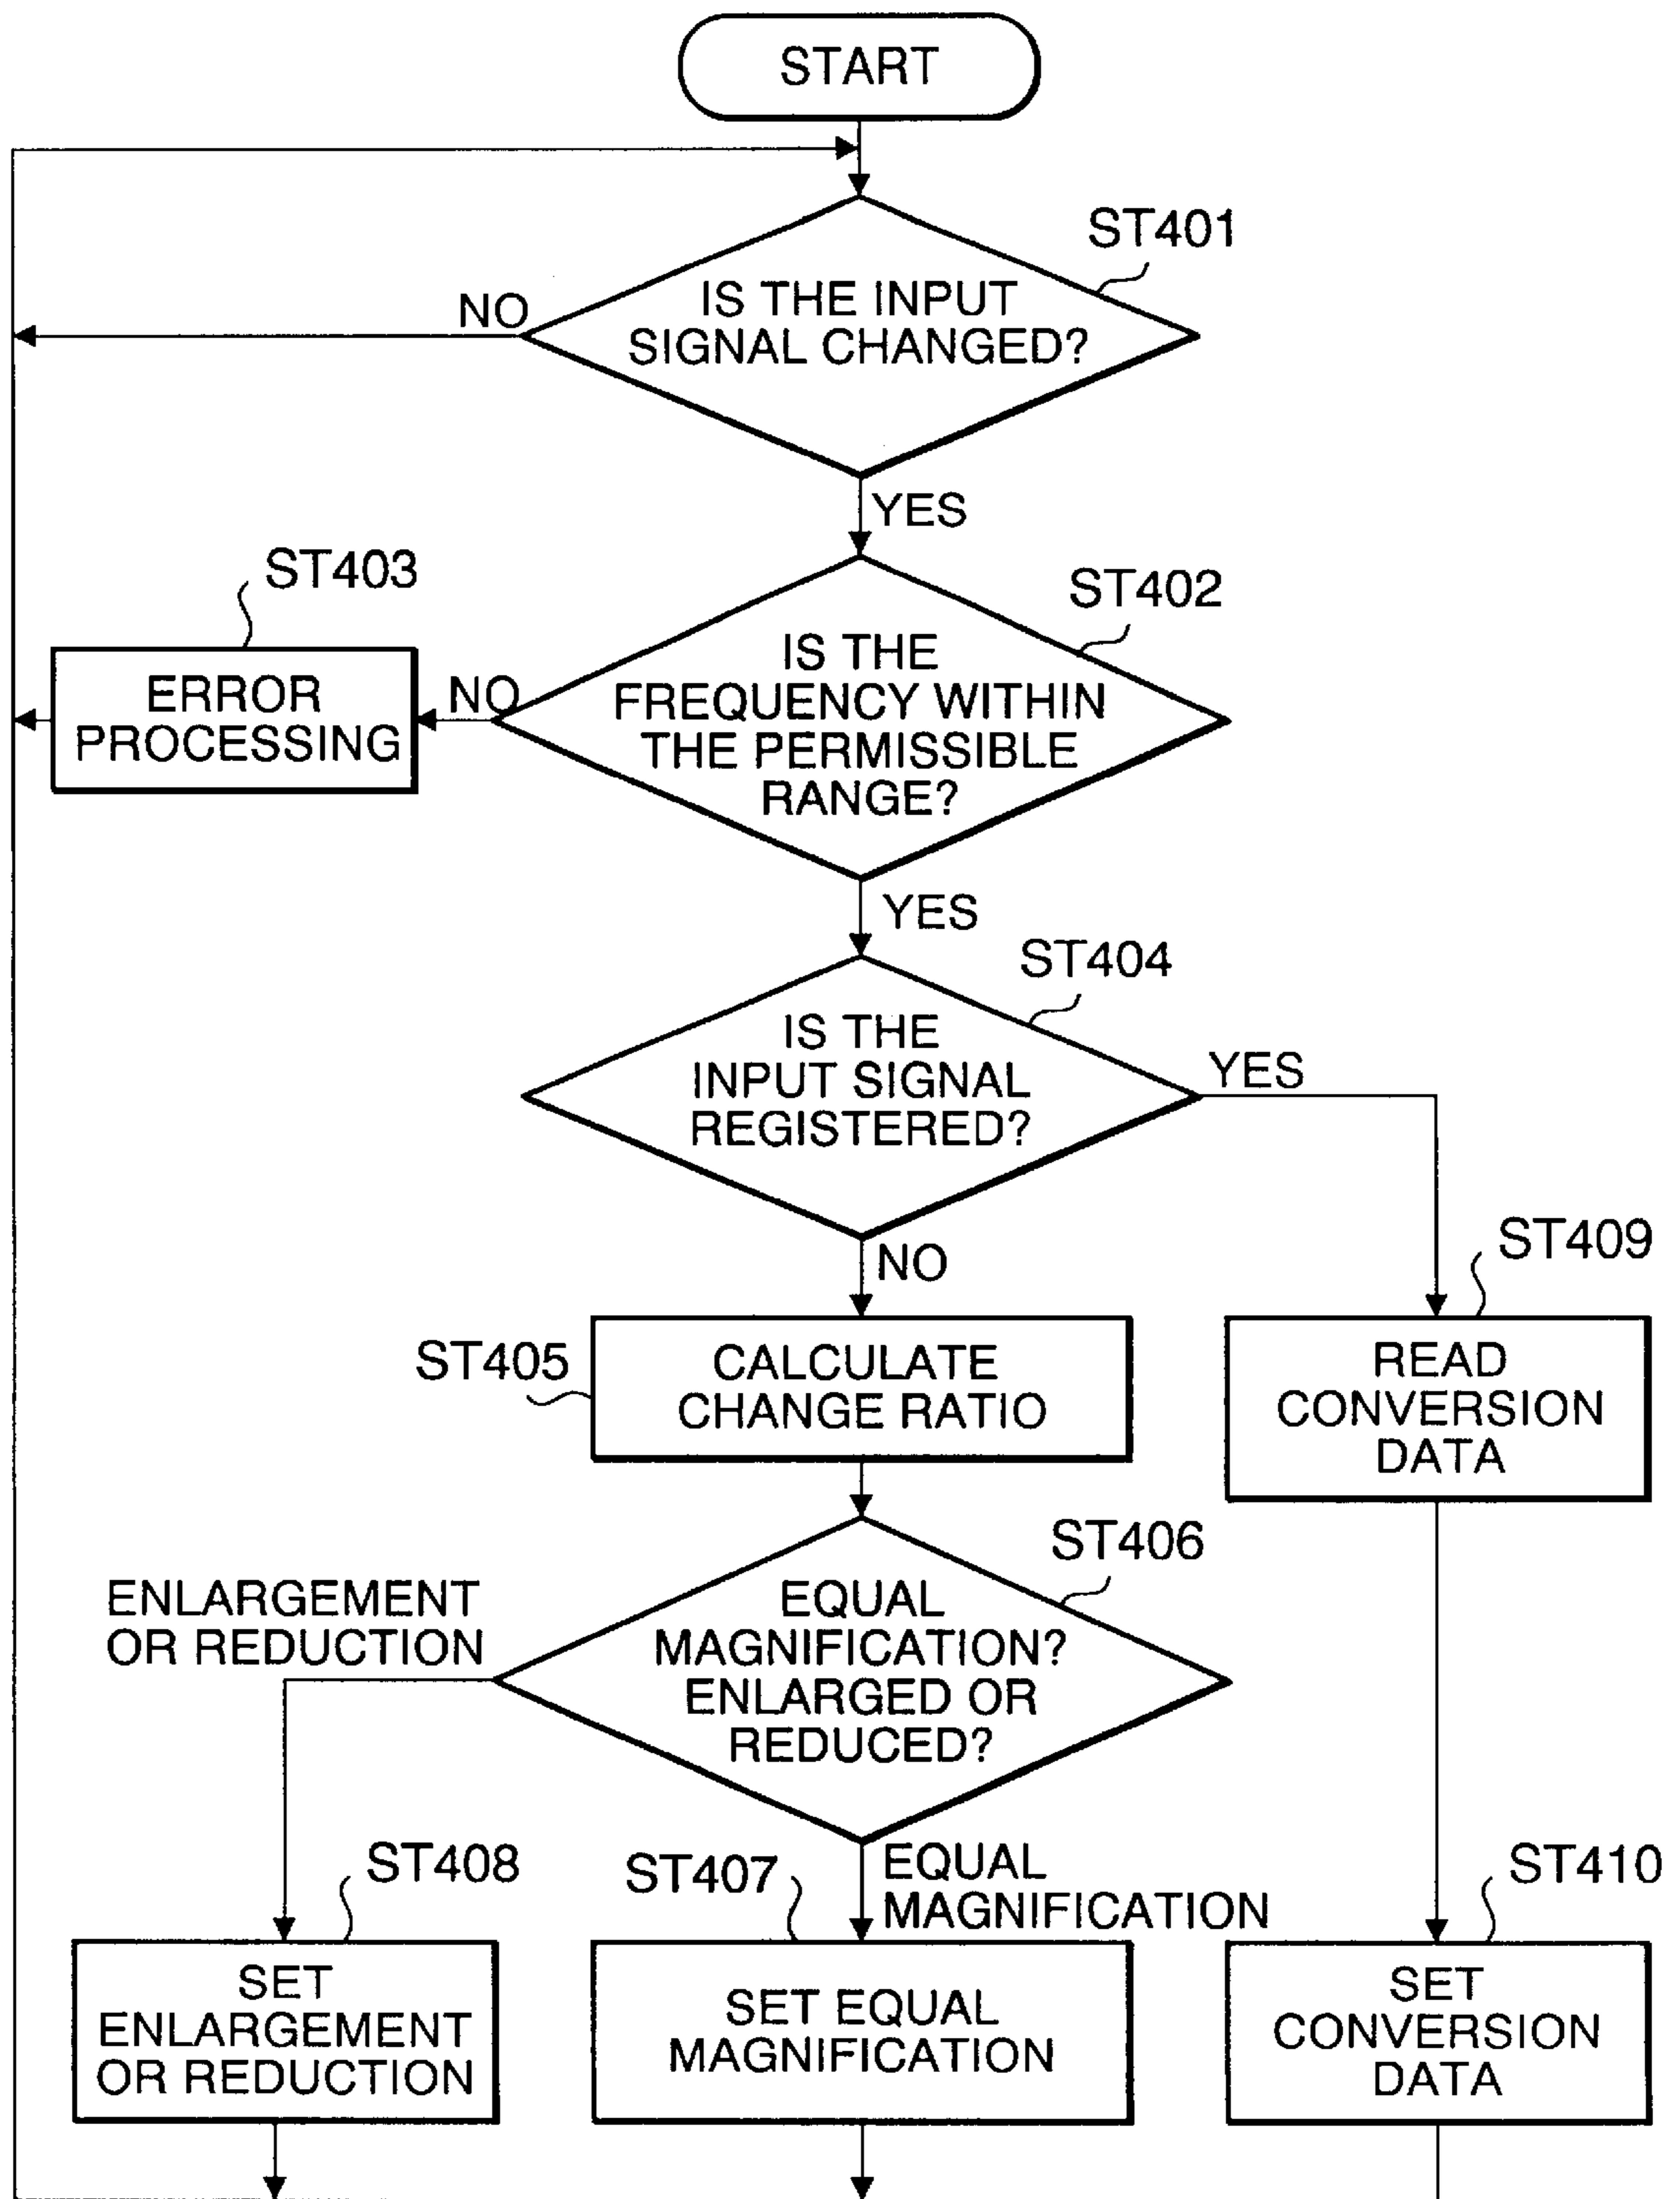 START
ST401
IS THE INPUT
SIGNAL CHANGED?
NO
YES
ST403
ERROR
PROCESSING
NO
ST402
IS THE
FREQUENCY WITHIN
THE PERMISSIBLE
RANGE?
YES
ST404
IS THE
INPUT SIGNAL
REGISTERED?
YES
NO
ST405
CALCULATE
CHANGE RATIO
ST409
READ
CONVERSION
DATA
ST406
EQUAL
MAGNIFICATION?
ENLARGED OR
REDUCED?
ENLARGEMENT
OR REDUCTION
EQUAL
MAGNIFICATION
ST408
SET
ENLARGEMENT
OR REDUCTION
ST407
SET EQUAL
MAGNIFICATION
ST410
SET
CONVERSION
DATA